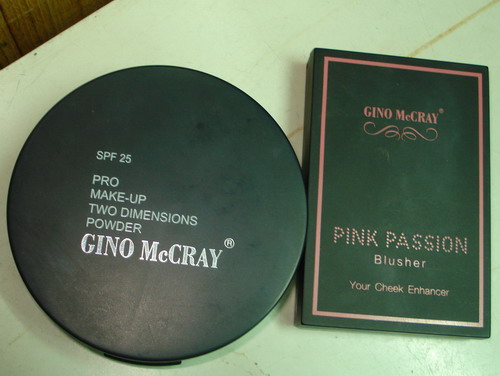 SPF 25
PRO
MAKE-UP
TWO DIMENSIONS
POWDER
GINO McCRAY®
GINO McCRAY®
PINK PASSION
Blusher
Your Cheek Enhancer